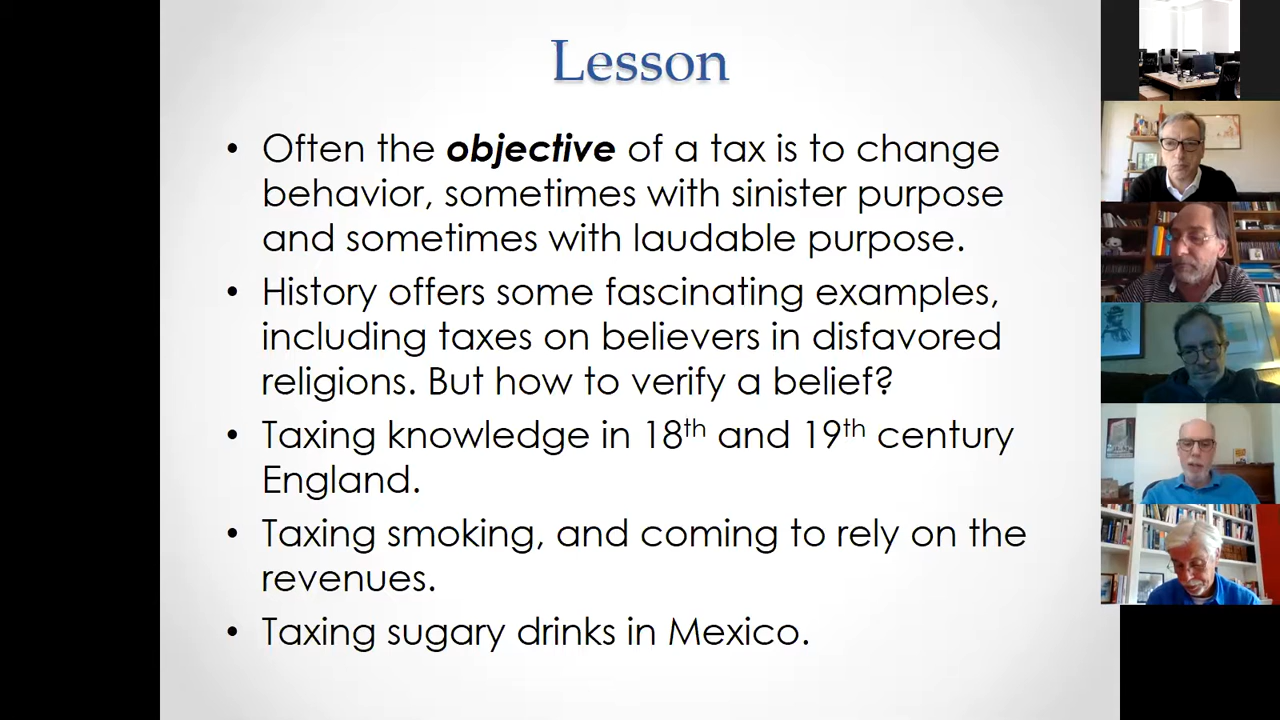 Lesson
• Often the objective of a tax is to change
behavior, sometimes with sinister purpose
and sometimes with laudable purpose.
• History offers some fascinating examples,
including taxes on believers in disfavored
religions. But how to verify a belief?
• Taxing knowledge in 18th and 19th century
England.
• Taxing smoking, and coming to rely on the
revenues.
• Taxing sugary drinks in Mexico.